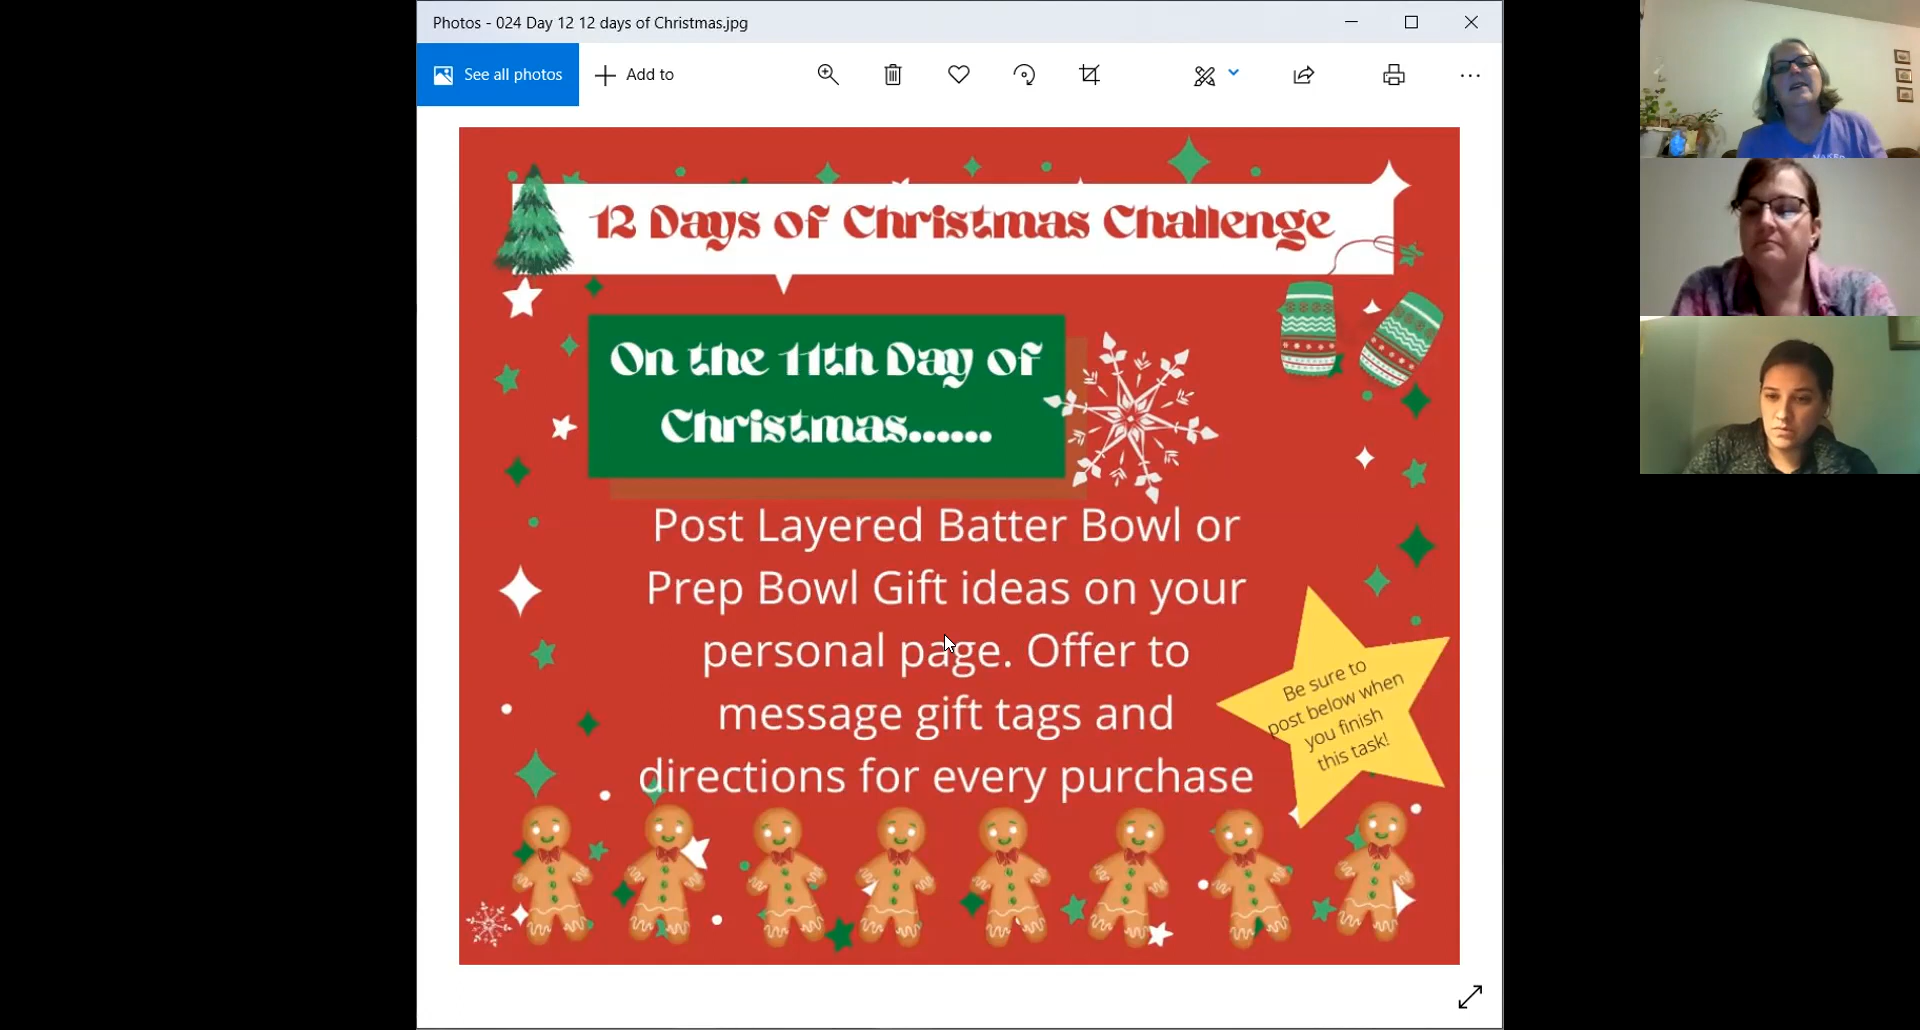 Photos - 024 Day 12 12 days of Christmas.jpg
See all photos
Add to
12 Days of Christmas Challenge
On the 11th Day of
Christmas......
Post Layered Batter Bowl or
Prep Bowl Gift ideas on your
personal page. Offer to
message gift tags and
directions for every purchase
Be sure to
post below when
you finish
this task!